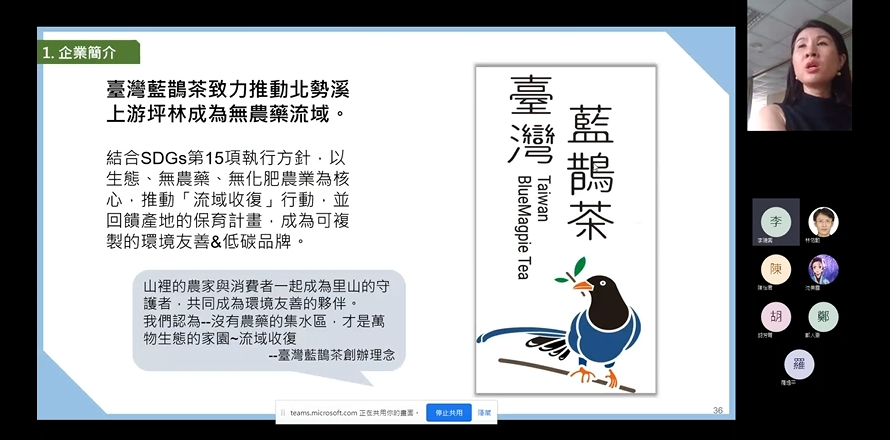 1. 企業簡介
臺灣藍鵲茶致力推動北勢溪
上游坪林成為無農藥流域。
結合SDGs第15項執行方針，以
生態、無農藥、無化肥農業為核
心，推動「流域收復」行動，並
回饋產地的保育計畫，成為可複
製的環境友善&低碳品牌。
山裡的農家與消費者一起成為里山的守
護者，共同成為環境友善的夥伴。
我們認為--沒有農藥的集水區，才是萬
物生態的家園~流域收復
--臺灣藍鵲茶創辦理念
臺灣
藍鵲茶
Taiwan
BlueMagpie Tea
teams.microsoft.com 正在共用你的畫面。
停止共用
隱藏
36
李
陳
胡
鄭
羅